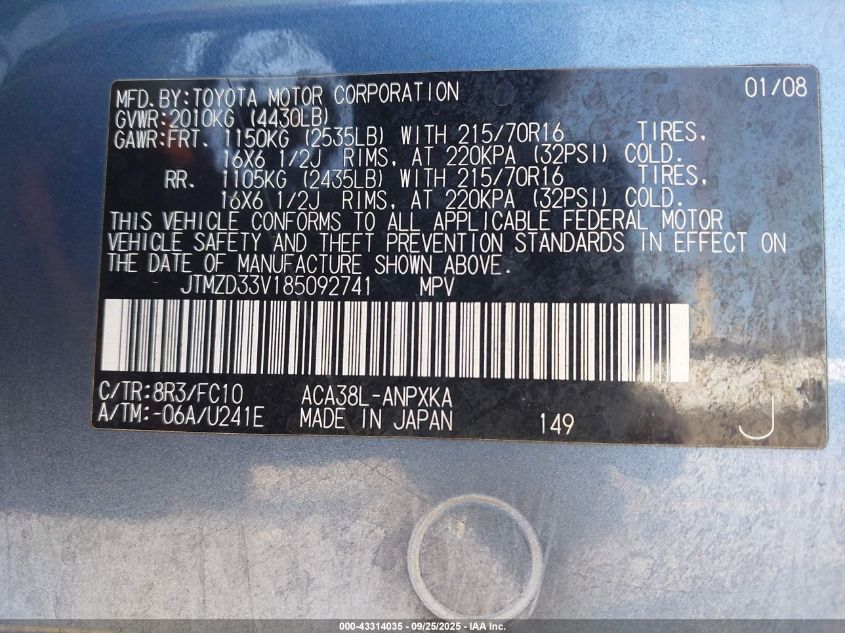 MFD.BY:TOYOTA MOTOR CORPORATION 01/08
GVWR:2010KG (4430LB)
GAWR:FRT. 1150KG (2535LB) WITH 215/70R16 TIRES,
16X6 1/2J RIMS, AT 220KPA (32PSI) COLD.
RR. 1105KG (2435LB) WITH 215/70R16 TIRES,
16X6 1/2J RIMS, AT 220KPA (32PSI) COLD.
THIS VEHICLE CONFORMS TO ALL APPLICABLE FEDERAL MOTOR
VEHICLE SAFETY AND THEFT PREVENTION STANDARDS IN EFFECT ON
THE DATE OF MANUFACTURE SHOWN ABOVE.
JTMZD33V185092741 MPV
C/TR:8R3/FC10 ACA38L-ANPXKA
A/TM:-06A/U241E MADE IN JAPAN 149 J
000-43314035 - 09/25/2025 - IAA Inc.